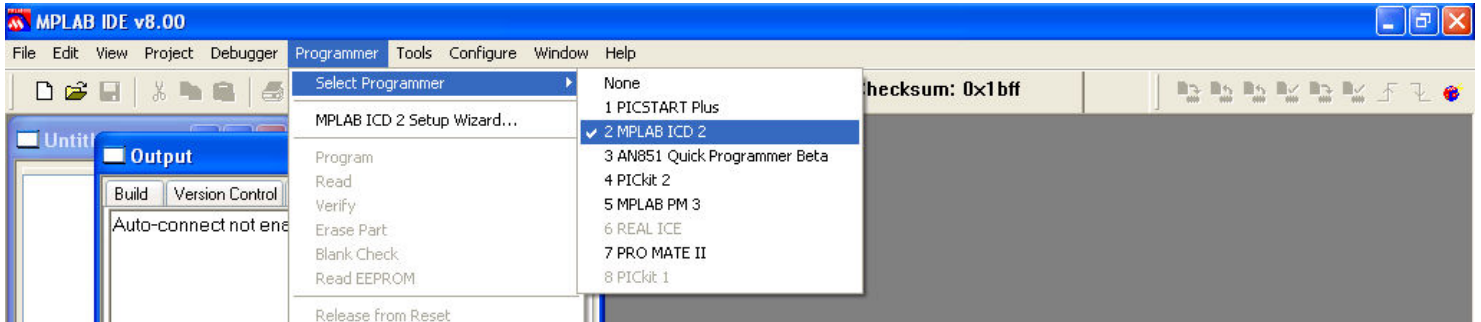 MPLAB IDE v8.00
File Edit View Project Debugger Programmer Tools Configure Window Help
Select Programmer
MPLAB ICD 2 Setup Wizard...
Program
Read
Verify
Erase Part
Blank Check
Read EEPROM
Release from Reset
None
1 PICSTART Plus
2 MPLAB ICD 2
3 AN851 Quick Programmer Beta
4 PICkit 2
5 MPLAB PM 3
6 REAL ICE
7 PRO MATE II
8 PICkit 1
hecksum: 0x1bff
Untitl
Output
Build Version Control
Auto-connect not ena